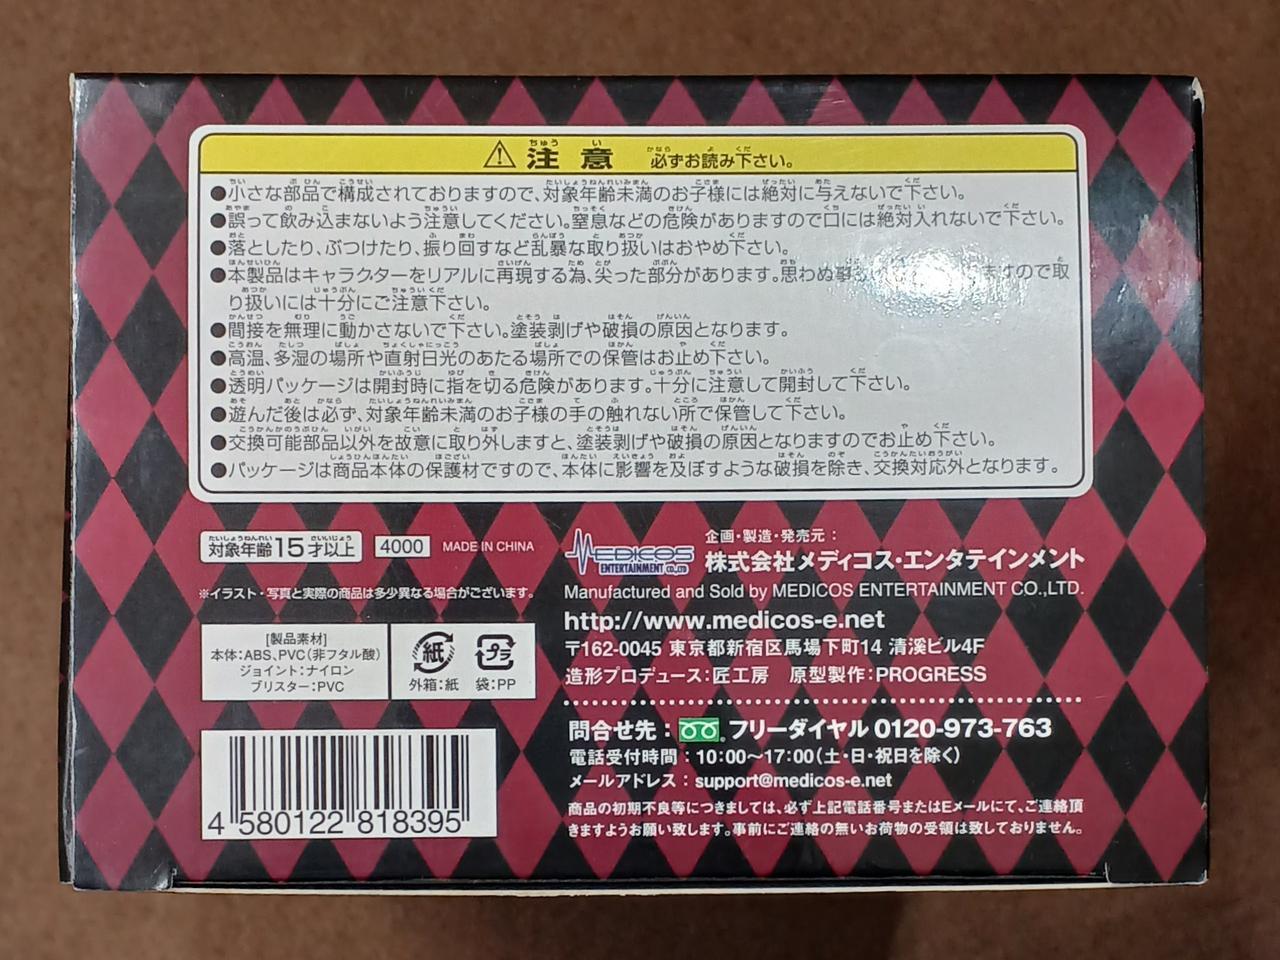 注意 必ずお読み下さい。
●小さな部品で構成されておりますので、対象年齢未満のお子様には絶対に与えないで下さい。
●誤って飲み込まないよう注意してください。窒息などの危険がありますので口には絶対入れないで下さい。
●落としたり、ぶつけたり、振り回すなど乱暴な取り扱いはおやめ下さい。
●本製品はキャラクターをリアルに再現する為、尖った部分があります。思わぬ事 ますので取
り扱いには十分にご注意下さい。
●間接を無理に動かさないで下さい。塗装剥げや破損の原因となります。
●高温、多湿の場所や直射日光のあたる場所での保管はお止め下さい。
●透明パッケージは開封時に指を切る危険があります。十分に注意して開封して下さい。
●遊んだ後は必ず、対象年齢未満のお子様の手の触れない所で保管して下さい。
●交換可能部品以外を故意に取り外しますと、塗装剥げや破損の原因となりますのでお止め下さい。
●パッケージは商品本体の保護材ですので、本体に影響を及ぼすような破損を除き、交換対応外となります。
対象年齢15才以上 4000 MADE IN CHINA
※イラスト・写真と実際の商品は多少異なる場合がございます。
[製品素材]
本体：ABS、PVC（非フタル酸）
ジョイント：ナイロン
ブリスター：PVC
紙 プラ
外箱：紙 袋：PP
4 580122 818395
MEDICOS
ENTERTAINMENT CO.,LTD
企画・製造・発売元：
株式会社メディコス・エンタテインメント
Manufactured and Sold by MEDICOS ENTERTAINMENT CO.,LTD.
http://www.medicos-e.net
〒162-0045 東京都新宿区馬場下町14 清溪ビル4F
造形プロデュース：匠工房 原型製作：PROGRESS
問合せ先：フリーダイヤル 0120-973-763
電話受付時間：10:00〜17:00（土・日・祝日を除く）
メールアドレス：support@medicos-e.net
商品の初期不良等につきましては、必ず上記電話番号またはEメールにて、ご連絡頂
きますようお願い致します。事前にご連絡の無いお荷物の受領は致しておりません。